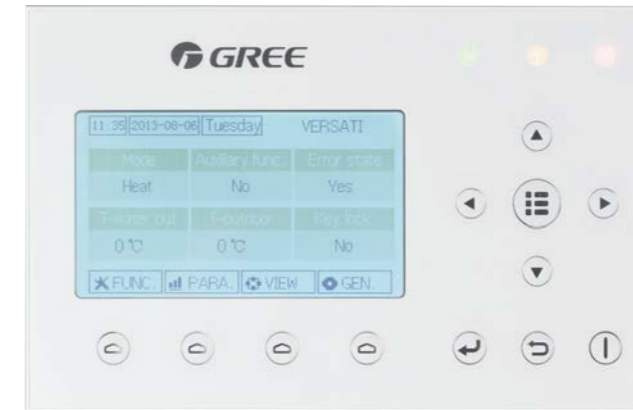 GREE
11:35 2013-08-06 Tuesday VERSATI
Mode Auxiliary func. Error state
Heat No Yes
T-water out T-outdoor Key lock
0℃ 0℃ No
FUNC. PARA. VIEW GEN.